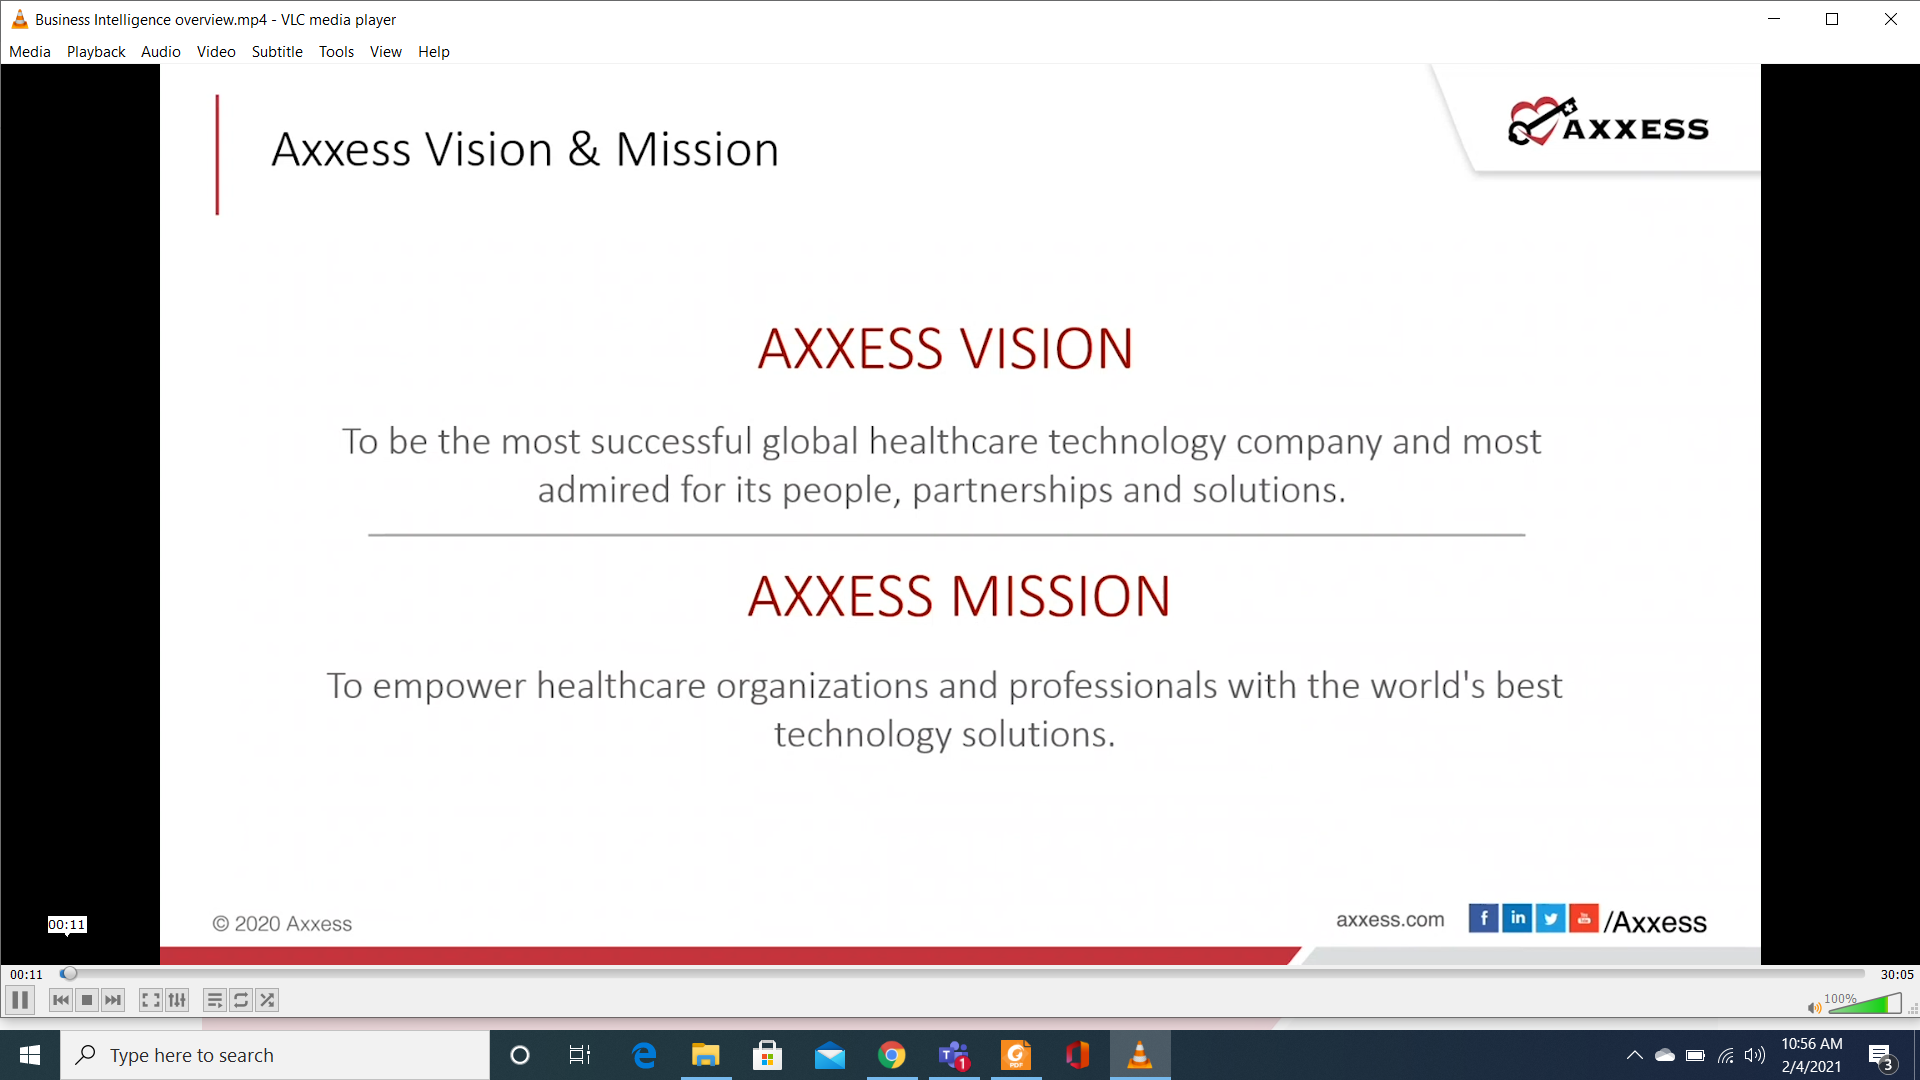 Business Intelligence overview.mp4 - VLC media player
Media Playback Audio Video Subtitle Tools View Help
Axxess Vision & Mission
AXXESS
AXXESS VISION
To be the most successful global healthcare technology company and most
admired for its people, partnerships and solutions.
AXXESS MISSION
To empower healthcare organizations and professionals with the world's best
technology solutions.
© 2020 Axxess
axxess.com f in You /Axxess
00:11
00:11
30:05
100%
Type here to search
T 1
PDF
10:56 AM
2/4/2021
3